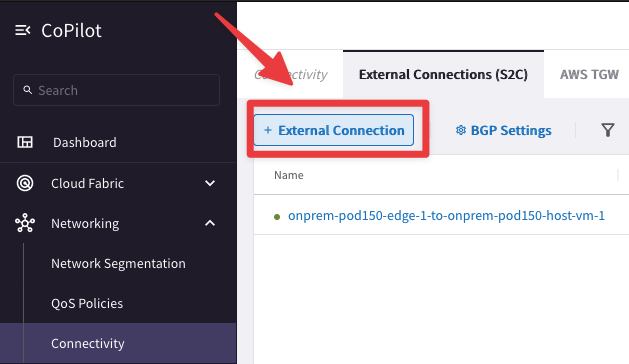 CoPilot
Search
Dashboard
Cloud Fabric
Networking
Network Segmentation
QoS Policies
Connectivity
Connectivity
External Connections (S2C)
AWS TGW
+ External Connection
BGP Settings
Name
onprem-pod150-edge-1-to-onprem-pod150-host-vm-1